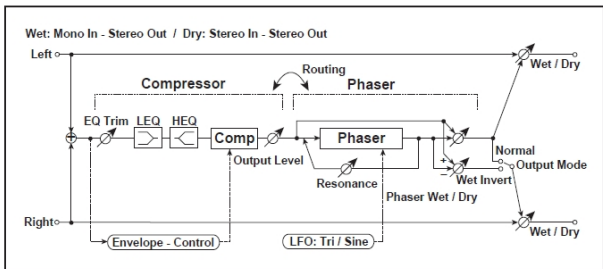 Wet: Mono In - Stereo Out / Dry: Stereo In - Stereo Out
Left
Wet / Dry
Routing
Compressor
Phaser
EQ Trim
LEQ
HEQ
Comp
Output Level
Phaser
Resonance
+
−
Wet Invert
Normal
Output Mode
Phaser Wet / Dry
Right
Wet / Dry
Envelope - Control
LFO: Tri / Sine